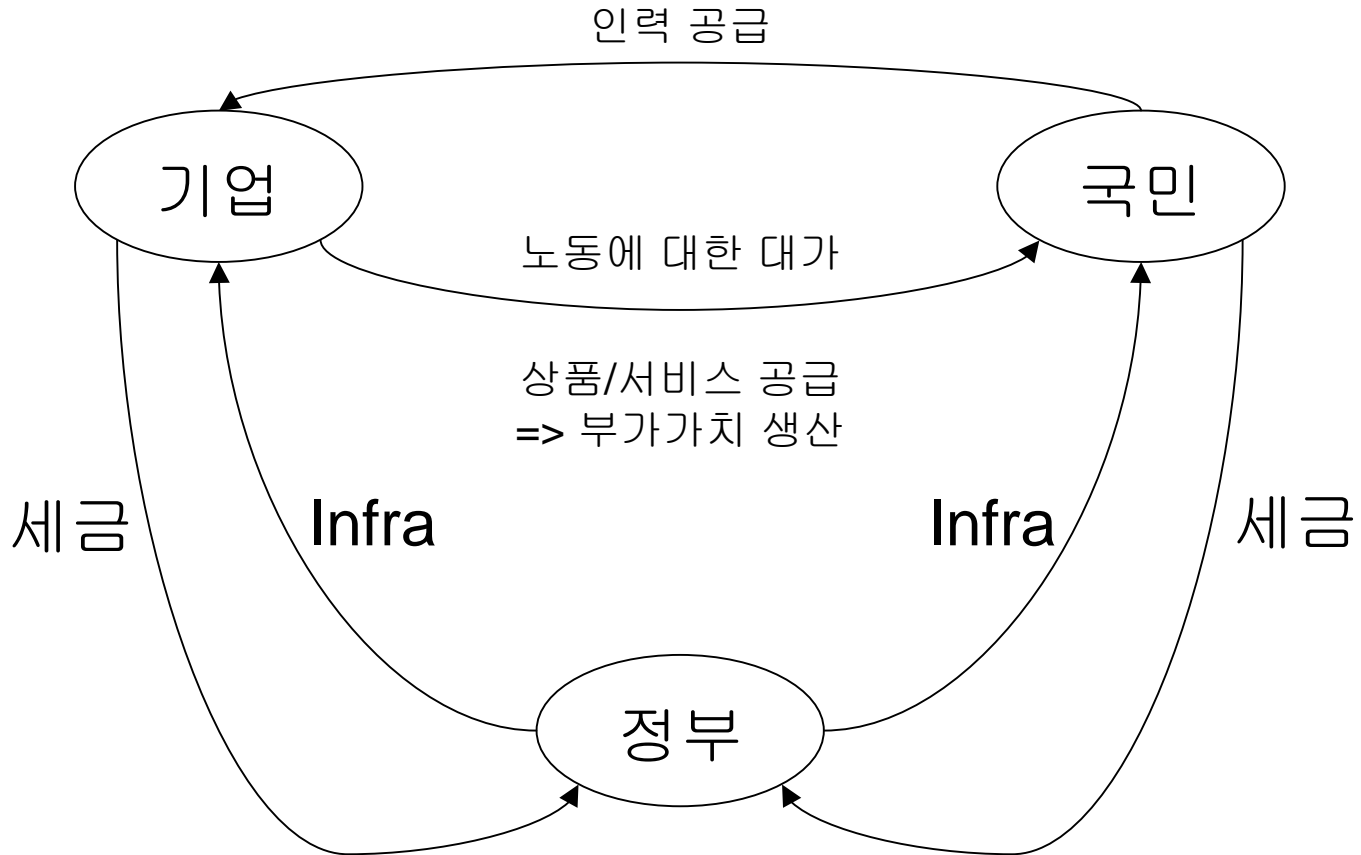 인력 공급
기업
국민
노동에 대한 대가
상품/서비스 공급
=> 부가가치 생산
세금
Infra
Infra
세금
정부